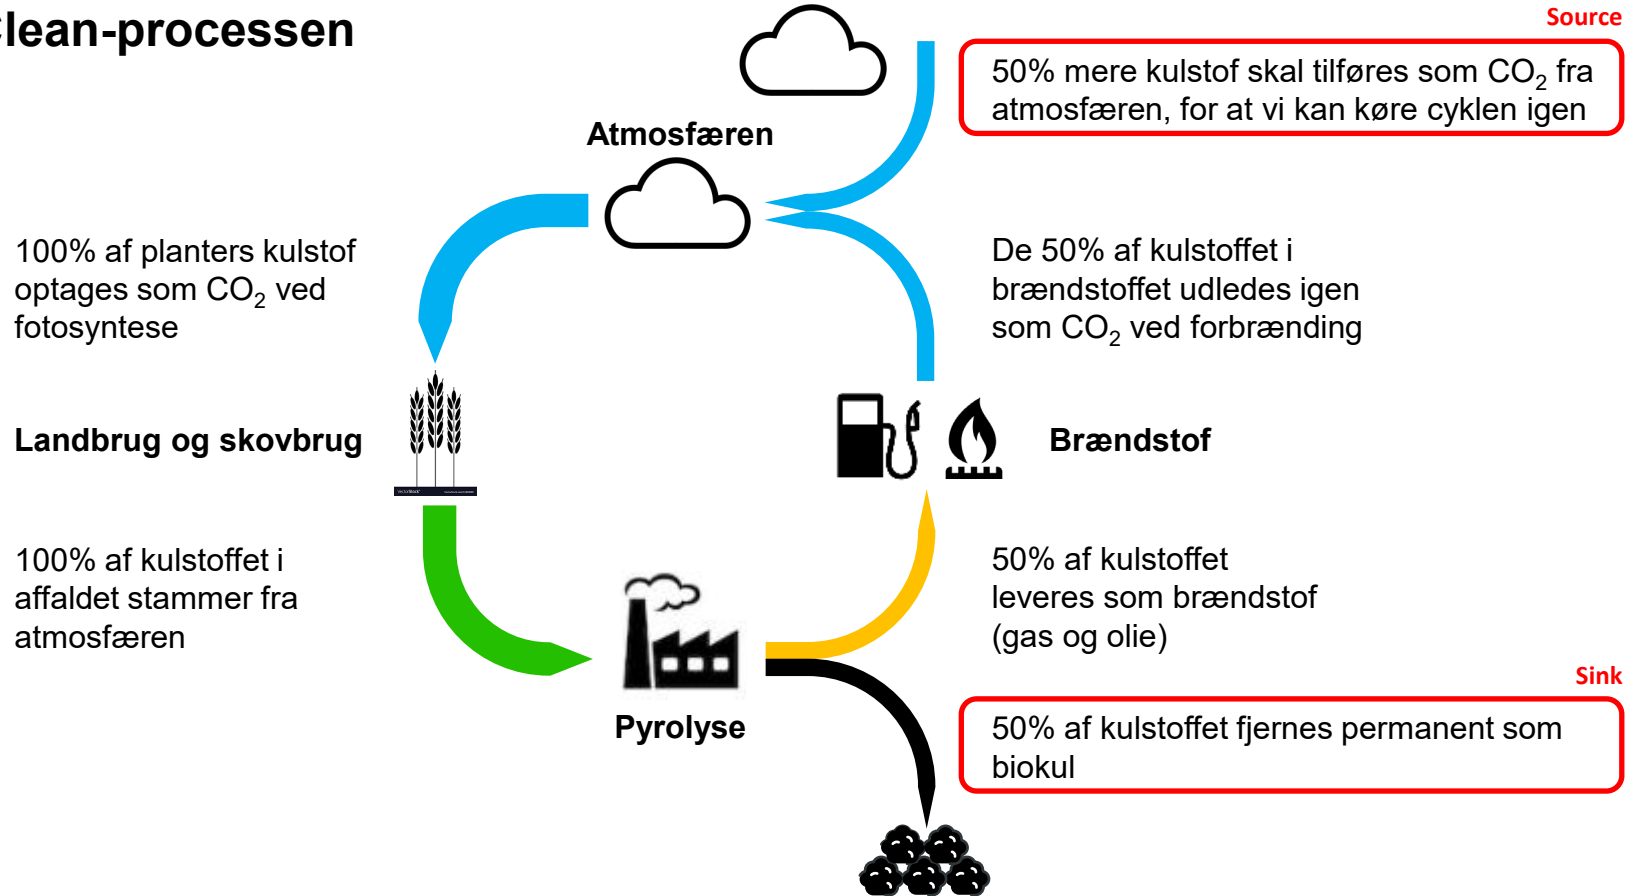 Clean-processen
Source
50% mere kulstof skal tilføres som CO₂ fra
atmosfæren, for at vi kan køre cyklen igen
Atmosfæren
100% af planters kulstof
optages som CO₂ ved
fotosyntese
De 50% af kulstoffet i
brændstoffet udledes igen
som CO₂ ved forbrænding
Landbrug og skovbrug
Brændstof
100% af kulstoffet i
affaldet stammer fra
atmosfæren
50% af kulstoffet
leveres som brændstof
(gas og olie)
Pyrolyse
Sink
50% af kulstoffet fjernes permanent som
biokul